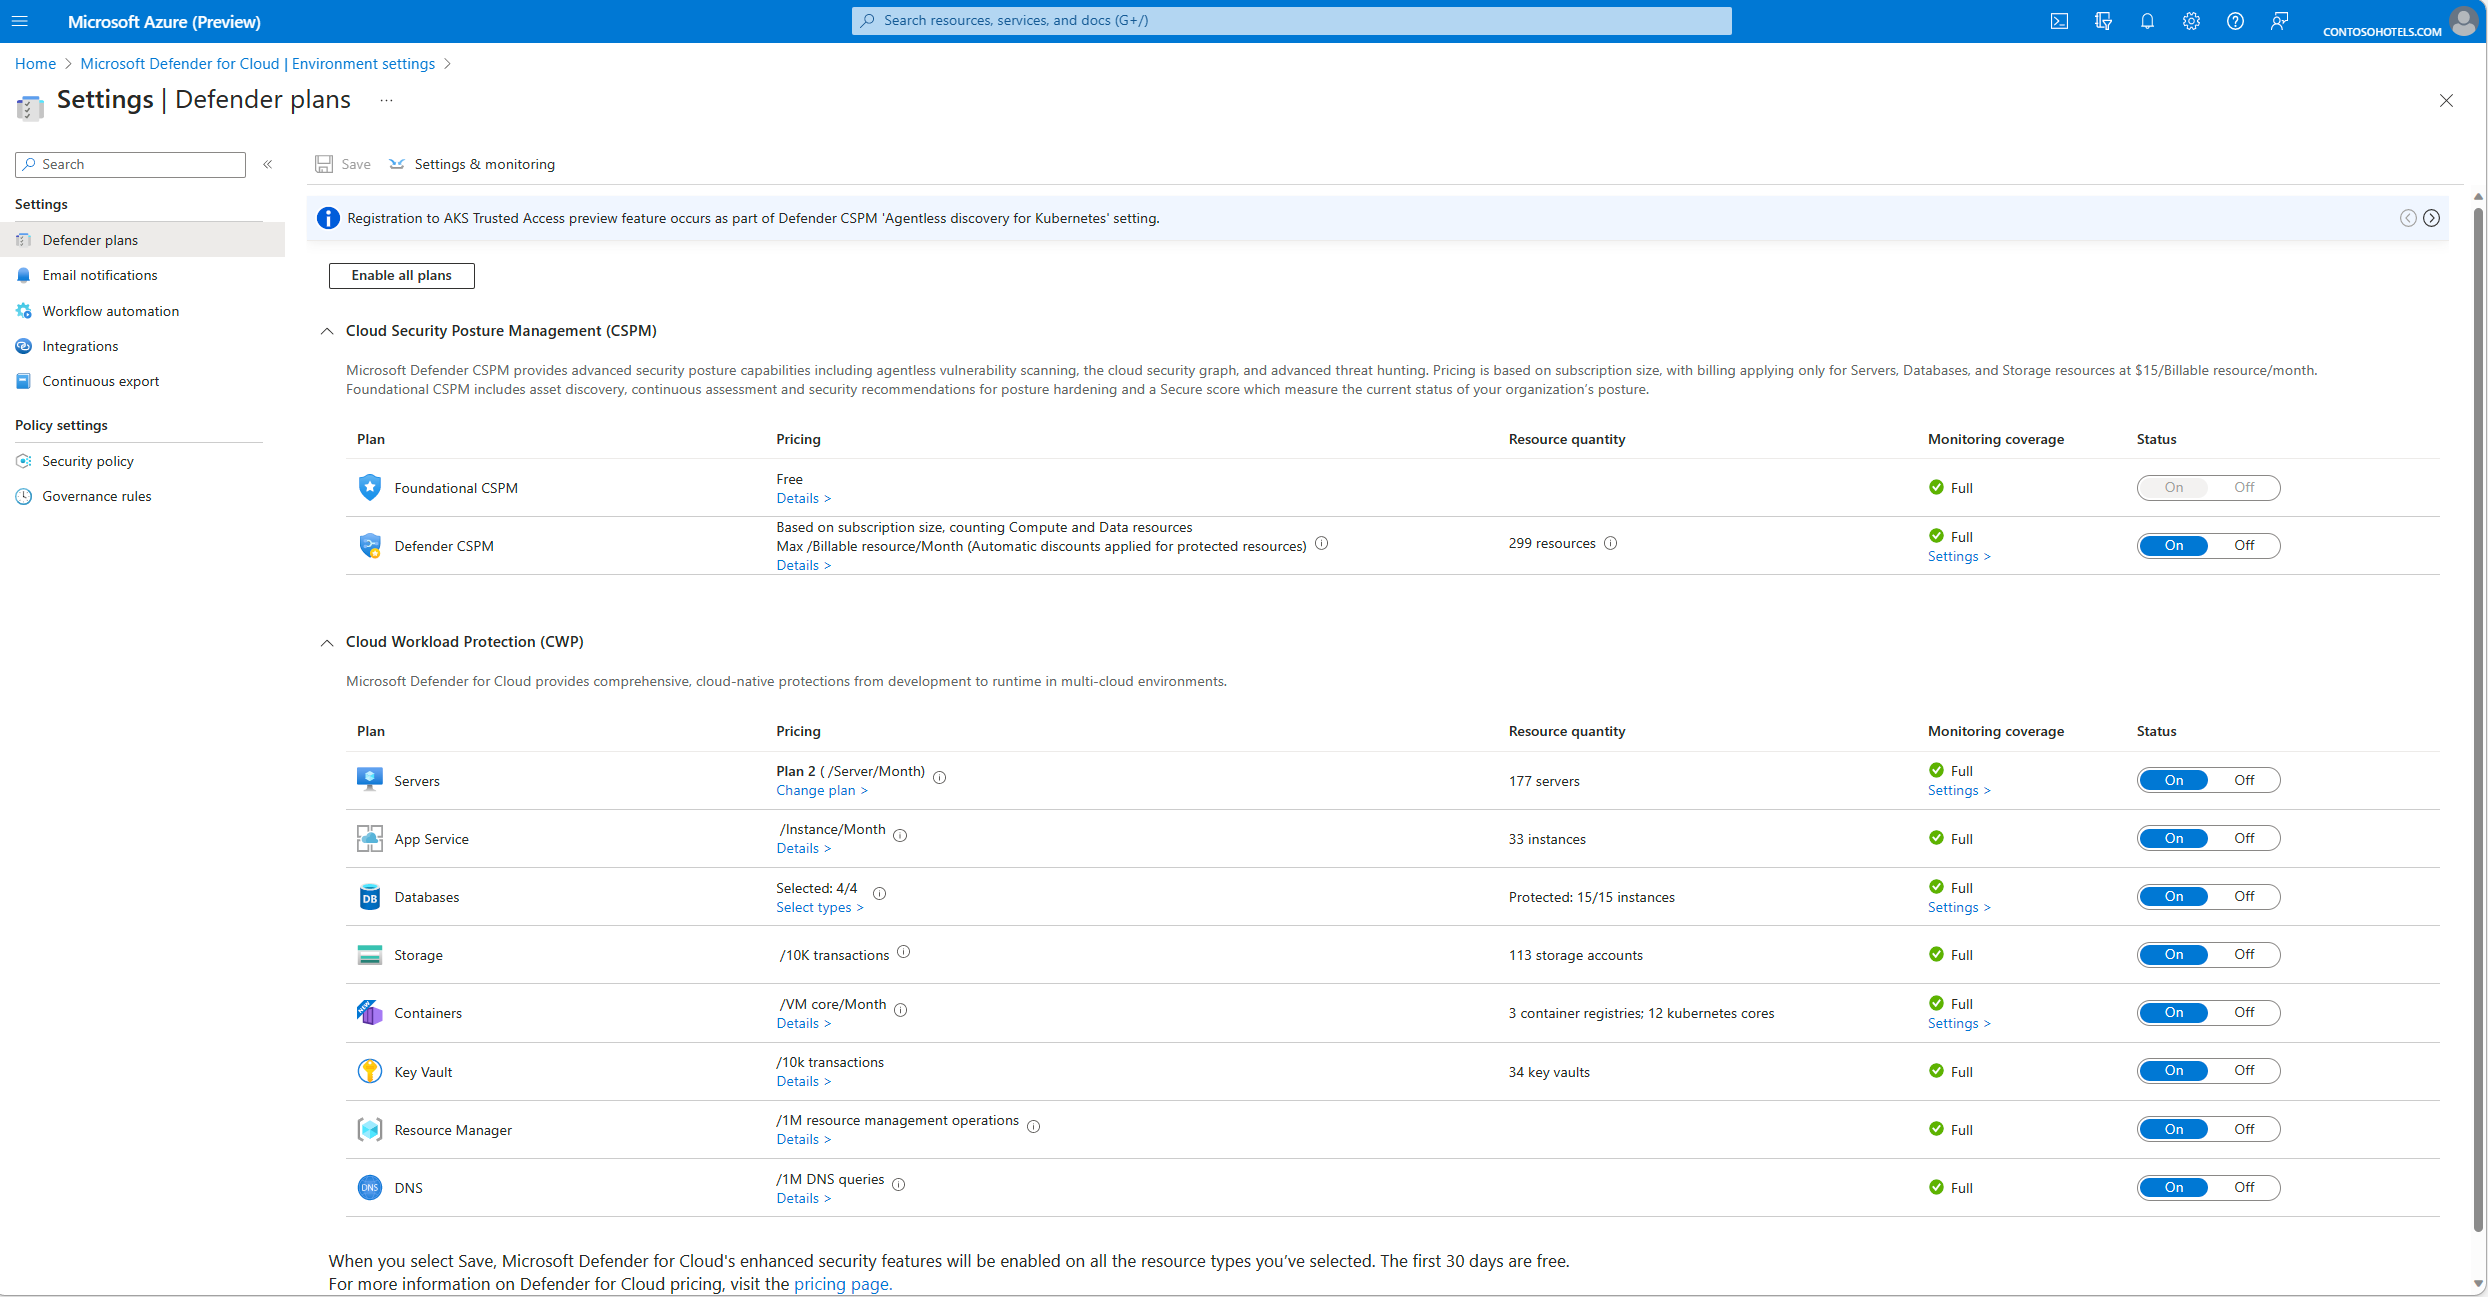 Microsoft Azure (Preview)
Search resources, services, and docs (G+/)
CONTOSOHOTELS.COM
Home > Microsoft Defender for Cloud | Environment settings >
Settings | Defender plans ...
Search «
Settings
Defender plans
Email notifications
Workflow automation
Integrations
Continuous export
Policy settings
Security policy
Governance rules
Save Settings & monitoring
Registration to AKS Trusted Access preview feature occurs as part of Defender CSPM 'Agentless discovery for Kubernetes' setting.
Enable all plans
Cloud Security Posture Management (CSPM)
Microsoft Defender CSPM provides advanced security posture capabilities including agentless vulnerability scanning, the cloud security graph, and advanced threat hunting. Pricing is based on subscription size, with billing applying only for Servers, Databases, and Storage resources at $15/Billable resource/month.
Foundational CSPM includes asset discovery, continuous assessment and security recommendations for posture hardening and a Secure score which measure the current status of your organization's posture.
Plan Pricing Resource quantity Monitoring coverage Status
Foundational CSPM
Free
Details >
Full
On Off
Defender CSPM
Based on subscription size, counting Compute and Data resources
Max /Billable resource/Month (Automatic discounts applied for protected resources)
Details >
299 resources
Full
Settings >
On Off
Cloud Workload Protection (CWP)
Microsoft Defender for Cloud provides comprehensive, cloud-native protections from development to runtime in multi-cloud environments.
Plan Pricing Resource quantity Monitoring coverage Status
Servers
Plan 2 ( /Server/Month)
Change plan >
177 servers
Full
Settings >
On Off
App Service
/Instance/Month
Details >
33 instances
Full
On Off
DB
Databases
Selected: 4/4
Select types >
Protected: 15/15 instances
Full
Settings >
On Off
Storage
/10K transactions
113 storage accounts
Full
On Off
NEW
Containers
/VM core/Month
Details >
3 container registries; 12 kubernetes cores
Full
Settings >
On Off
Key Vault
/10k transactions
Details >
34 key vaults
Full
On Off
Resource Manager
/1M resource management operations
Details >
Full
On Off
DNS
DNS
/1M DNS queries
Details >
Full
On Off
When you select Save, Microsoft Defender for Cloud's enhanced security features will be enabled on all the resource types you've selected. The first 30 days are free.
For more information on Defender for Cloud pricing, visit the pricing page.